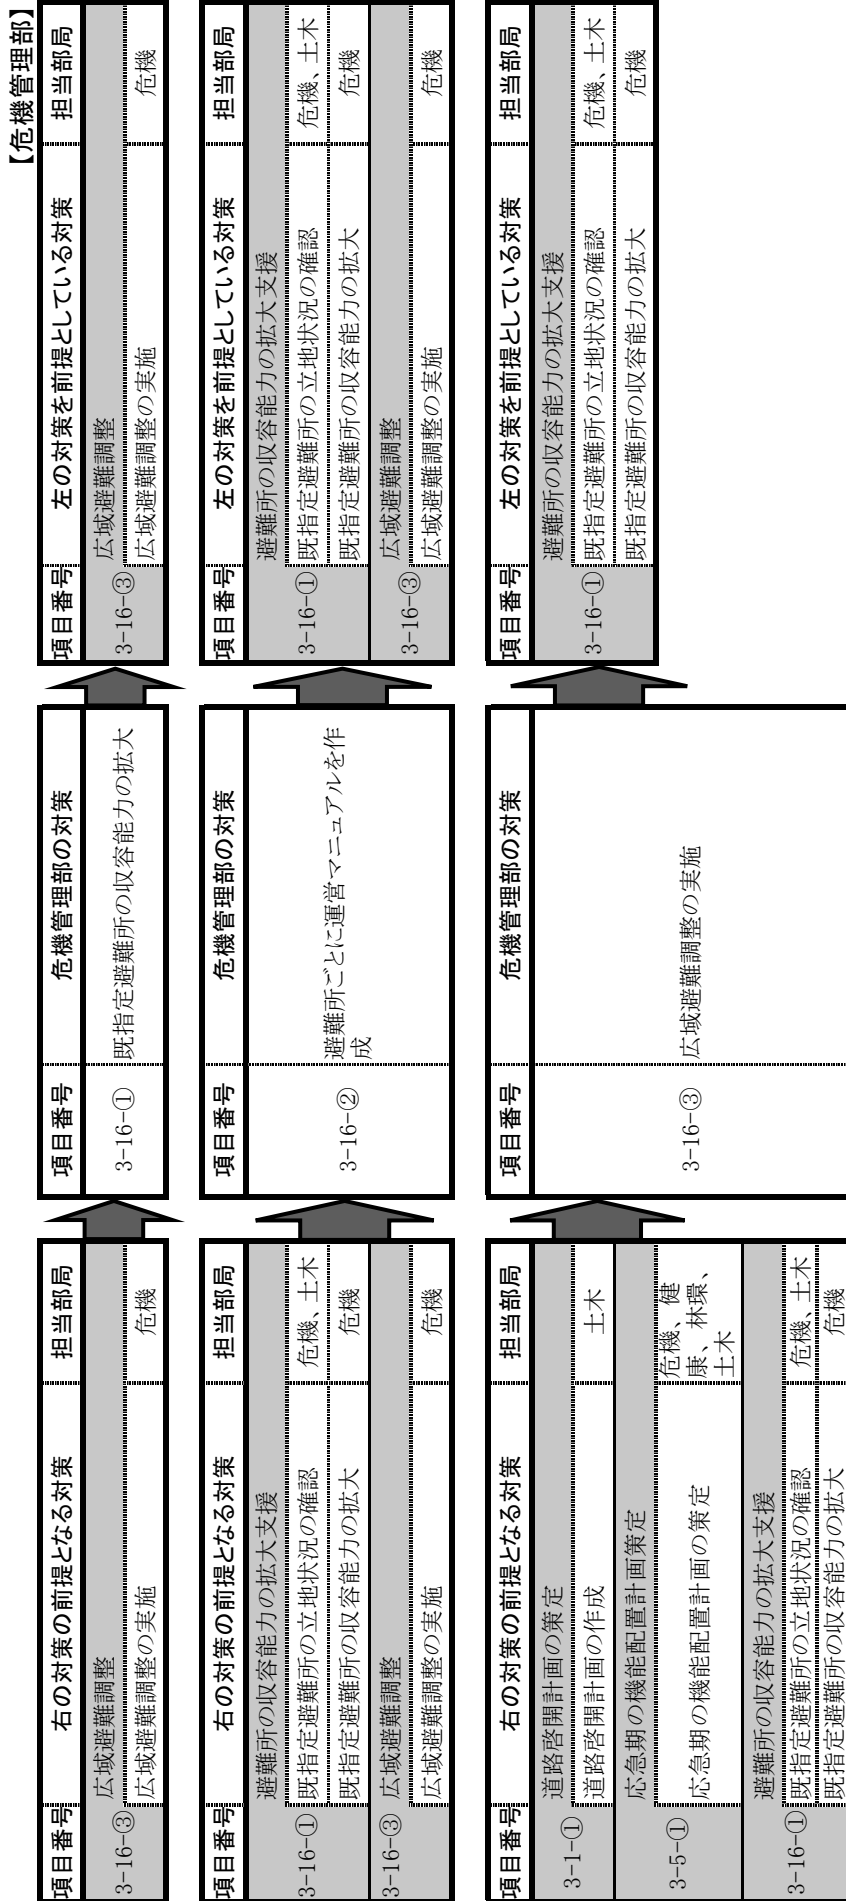 【危機管理部】
項目番号 右の対策の前提となる対策 担当部局
3-16-③
広域避難調整
広域避難調整の実施 危機
項目番号 危機管理部の対策
3-16-① 既指定避難所の収容能力の拡大
項目番号 左の対策を前提としている対策 担当部局
3-16-③
広域避難調整
広域避難調整の実施 危機
項目番号 右の対策の前提となる対策 担当部局
3-16-①
避難所の収容能力の拡大支援
既指定避難所の立地状況の確認 危機、土木
既指定避難所の収容能力の拡大 危機
3-16-③
広域避難調整
広域避難調整の実施 危機
項目番号 危機管理部の対策
3-16-②
避難所ごとに運営マニュアルを作
成
項目番号 左の対策を前提としている対策 担当部局
3-16-①
避難所の収容能力の拡大支援
既指定避難所の立地状況の確認 危機、土木
既指定避難所の収容能力の拡大 危機
3-16-③
広域避難調整
広域避難調整の実施 危機
項目番号 右の対策の前提となる対策 担当部局
3-1-①
道路啓開計画の策定
道路啓開計画の作成 土木
3-5-①
応急期の機能配置計画策定
応急期の機能配置計画の策定
危機、健
康、林環、
土木
3-16-①
避難所の収容能力の拡大支援
既指定避難所の立地状況の確認 危機、土木
既指定避難所の収容能力の拡大 危機
項目番号 危機管理部の対策
3-16-③ 広域避難調整の実施
項目番号 左の対策を前提としている対策 担当部局
3-16-①
避難所の収容能力の拡大支援
既指定避難所の立地状況の確認 危機、土木
既指定避難所の収容能力の拡大 危機